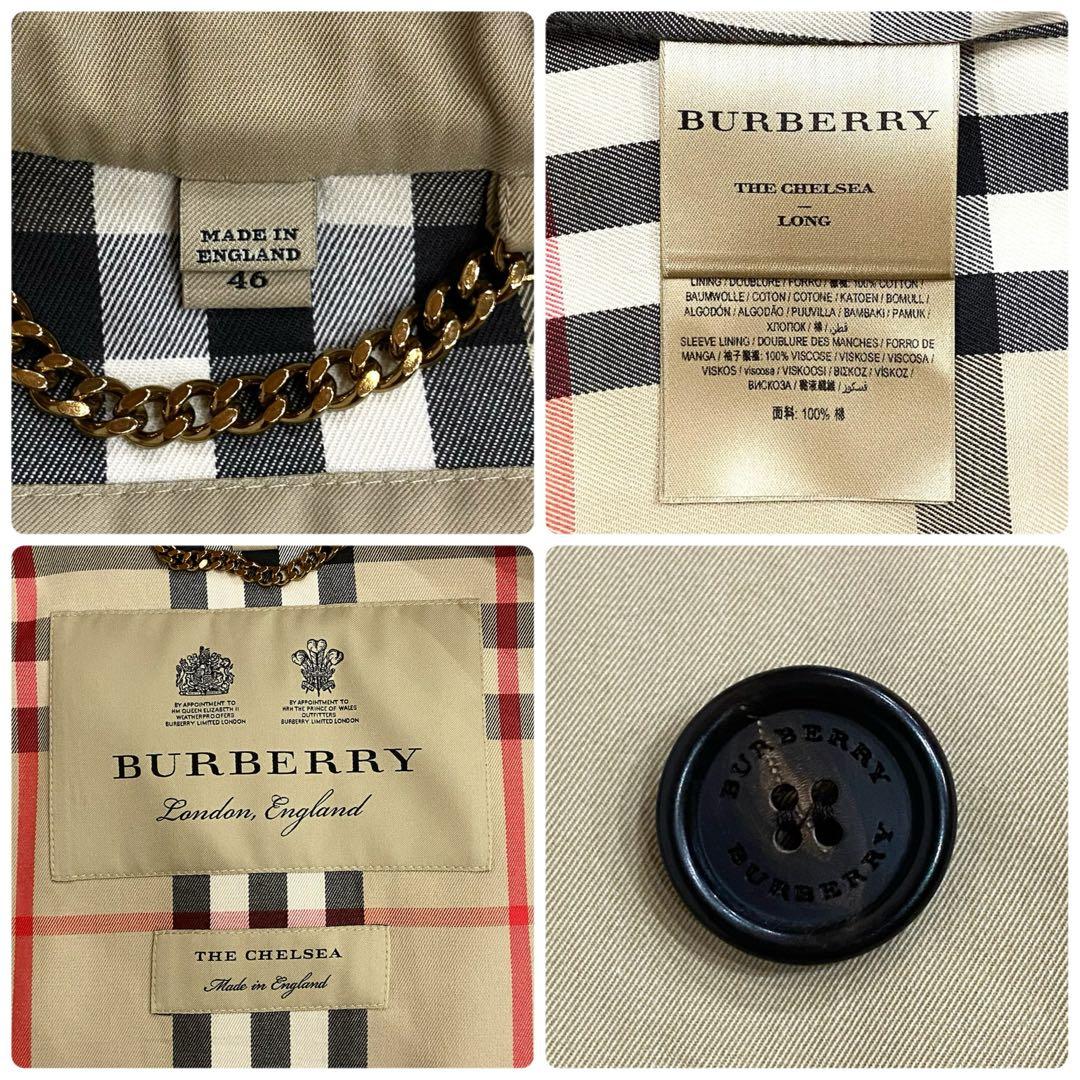 MADE IN
ENGLAND
46
BURBERRY
THE CHELSEA
—
LONG
LINING / DOUBLURE / FORRO / 襯裡: 100% COTTON /
BAUMWOLLE / COTON / COTONE / KATOEN / BOMULL /
ALGODÓN / ALGODÃO / PUUVILLA / BAMBAKI / PAMUK /
ХЛОПОК / 棉 / قطن
SLEEVE LINING / DOUBLURE DES MANCHES / FORRO DE
MANGA / 袖子襯裡: 100% VISCOSE / VISKOSE / VISCOSA /
VISKOS / viscosa / VISKOOSI / ΒΙΣΚΟΖ / VİSKOZ /
ВИСКОЗА / 黏液纖維 / فسكوز
面料: 100% 棉
BY APPOINTMENT TO
HM QUEEN ELIZABETH II
WEATHERPROOFERS
BURBERRY LIMITED LONDON
BY APPOINTMENT TO
HRH THE PRINCE OF WALES
OUTFITTERS
BURBERRY LIMITED LONDON
BURBERRY
London, England
THE CHELSEA
Made in England
BURBERRY
BURBERRY